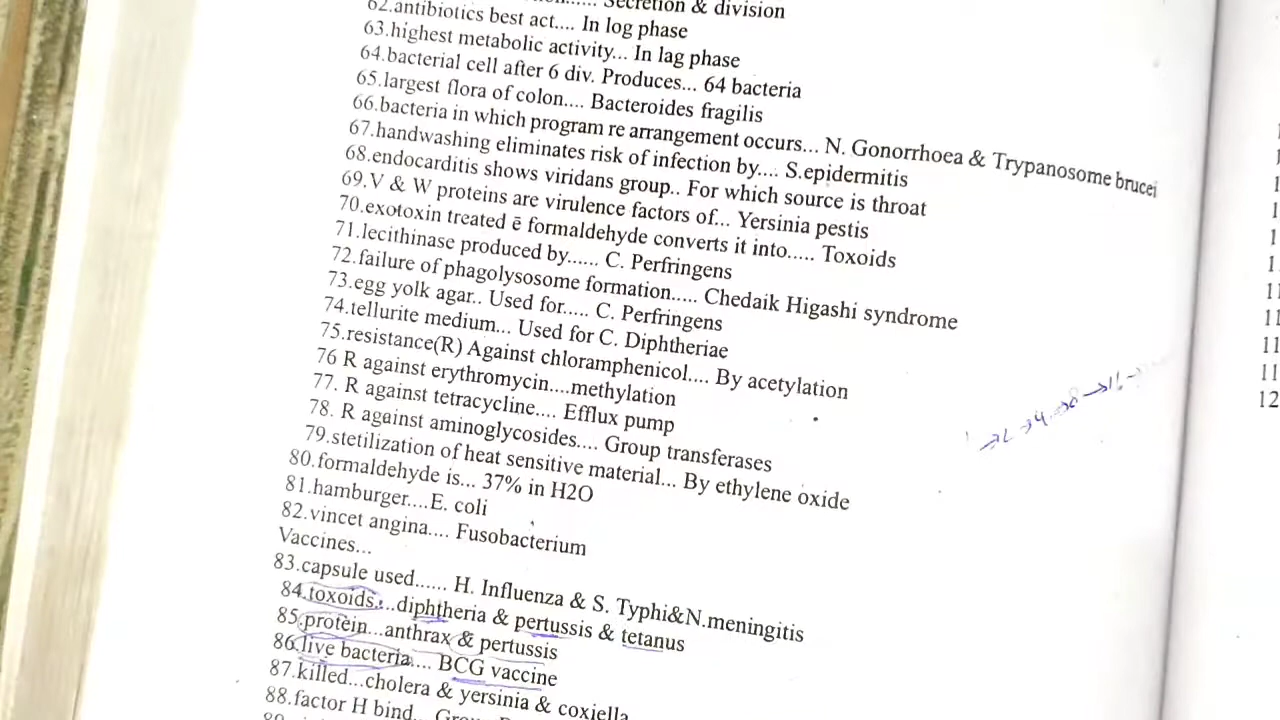 Secretion & division
62.antibiotics best act.... In log phase
63.highest metabolic activity... In lag phase
64.bacterial cell after 6 div. Produces... 64 bacteria
65.largest flora of colon.... Bacteroides fragilis
66.bacteria in which program re arrangement occurs... N. Gonorrhoea & Trypanosome brucei
67.handwashing eliminates risk of infection by.... S.epidermitis
68.endocarditis shows viridans group.. For which source is throat
69.V & W proteins are virulence factors of... Yersinia pestis
70.exotoxin treated ē formaldehyde converts it into..... Toxoids
71.lecithinase produced by...... C. Perfringens
72.failure of phagolysosome formation..... Chedaik Higashi syndrome
73.egg yolk agar.. Used for..... C. Perfringens
74.tellurite medium... Used for C. Diphtheriae
75.resistance(R) Against chloramphenicol.... By acetylation
76 R against erythromycin....methylation
77. R against tetracycline.... Efflux pump
78. R against aminoglycosides.... Group transferases
79.stetilization of heat sensitive material... By ethylene oxide
80.formaldehyde is... 37% in H2O
81.hamburger....E. coli
82.vincet angina.... Fusobacterium
Vaccines...
83.capsule used...... H. Influenza & S. Typhi&N.meningitis
84.toxoids....diphtheria & pertussis & tetanus
85.protein...anthrax & pertussis
86.live bacteria.... BCG vaccine
87.killed...cholera & yersinia & coxiella
88.factor H bind...